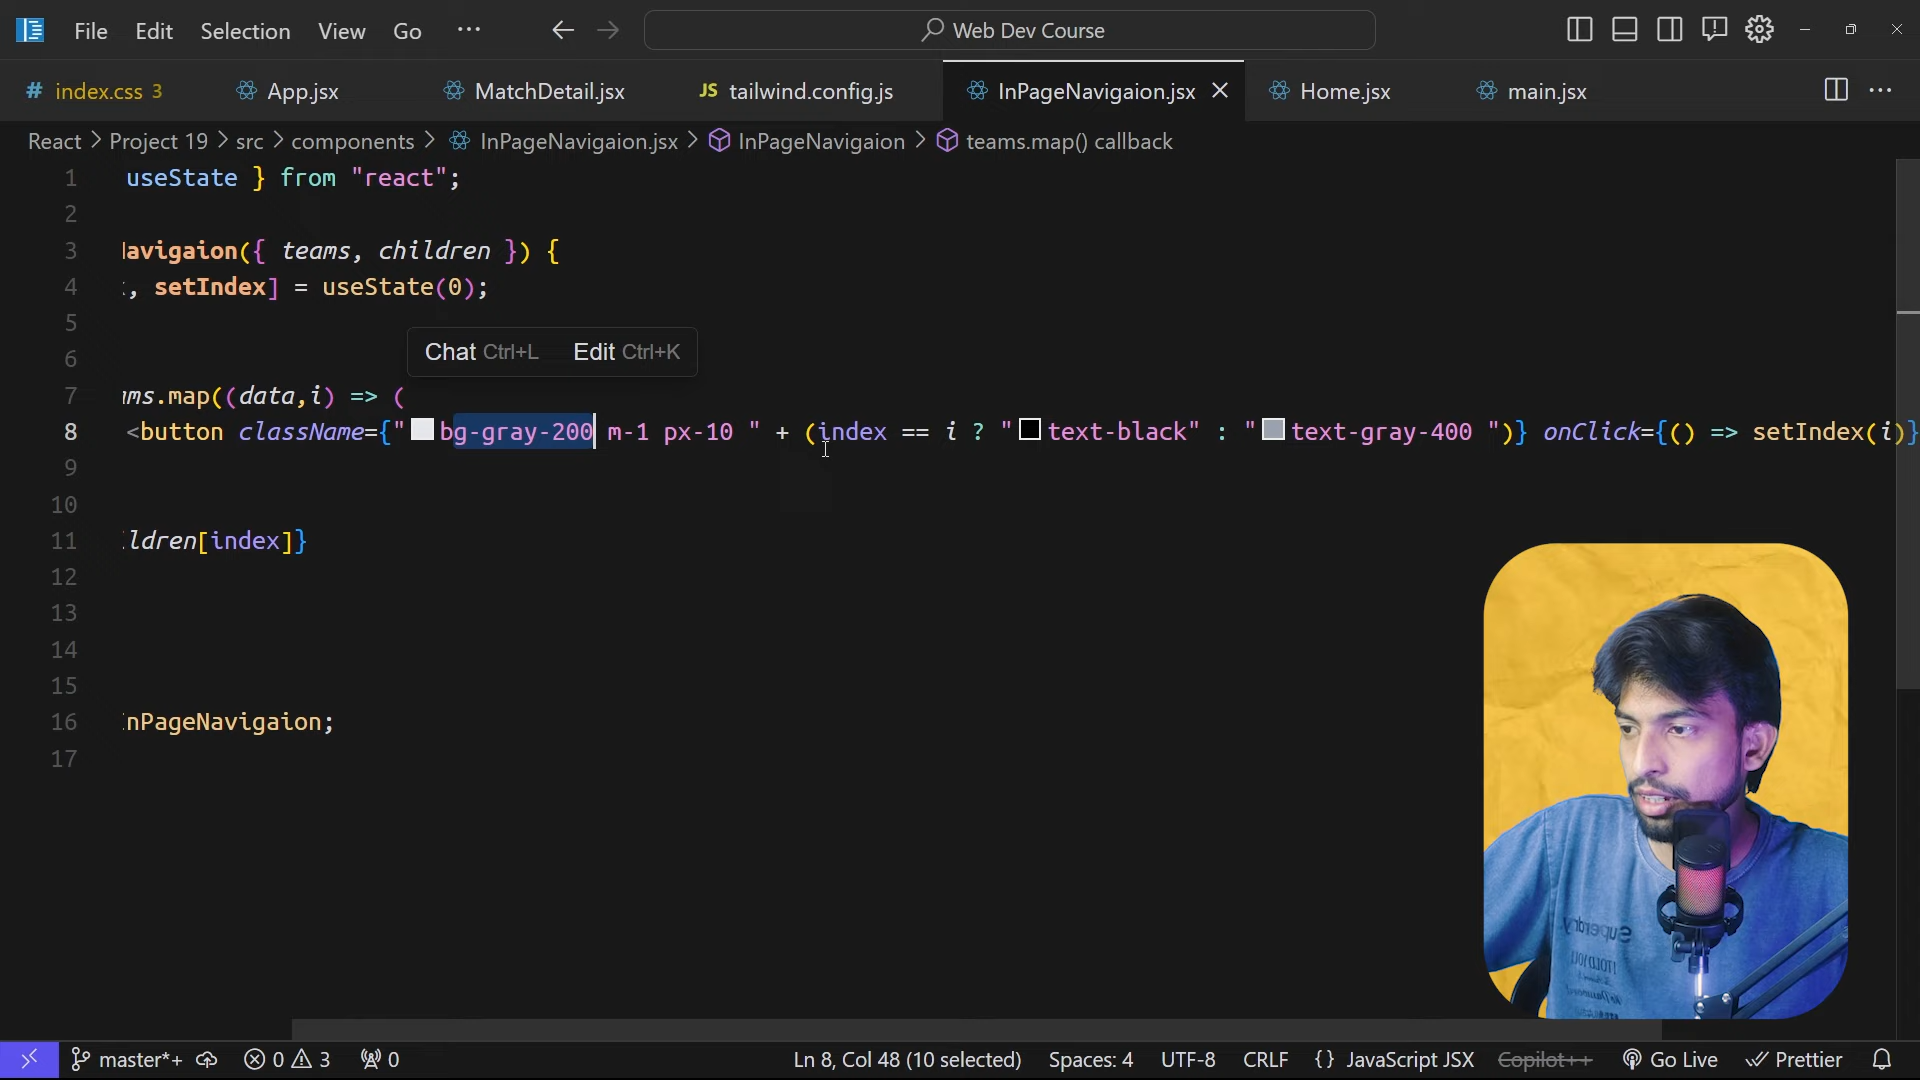 File Edit Selection View Go ··· Web Dev Course
# index.css 3 App.jsx MatchDetail.jsx JS tailwind.config.js InPageNavigaion.jsx Home.jsx main.jsx
React > Project 19 > src > components > InPageNavigaion.jsx > InPageNavigaion > teams.map() callback
1 useState } from "react";
2
3 avigaion({ teams, children }) {
4 , setIndex] = useState(0);
5
Chat Ctrl+L Edit Ctrl+K
6
7 ms.map((data,i) => (
8 <button className={" bg-gray-200 m-1 px-10 " + (index == i ? "text-black" : "text-gray-400 ")} onClick={() => setIndex(i)}
9
10
11 ldren[index]}
12
13
14
15
16 nPageNavigaion;
17
Superdry
I TOLD YOU
master*+ 0 3 0 Ln 8, Col 48 (10 selected) Spaces: 4 UTF-8 CRLF {} JavaScript JSX Copilot++ Go Live Prettier